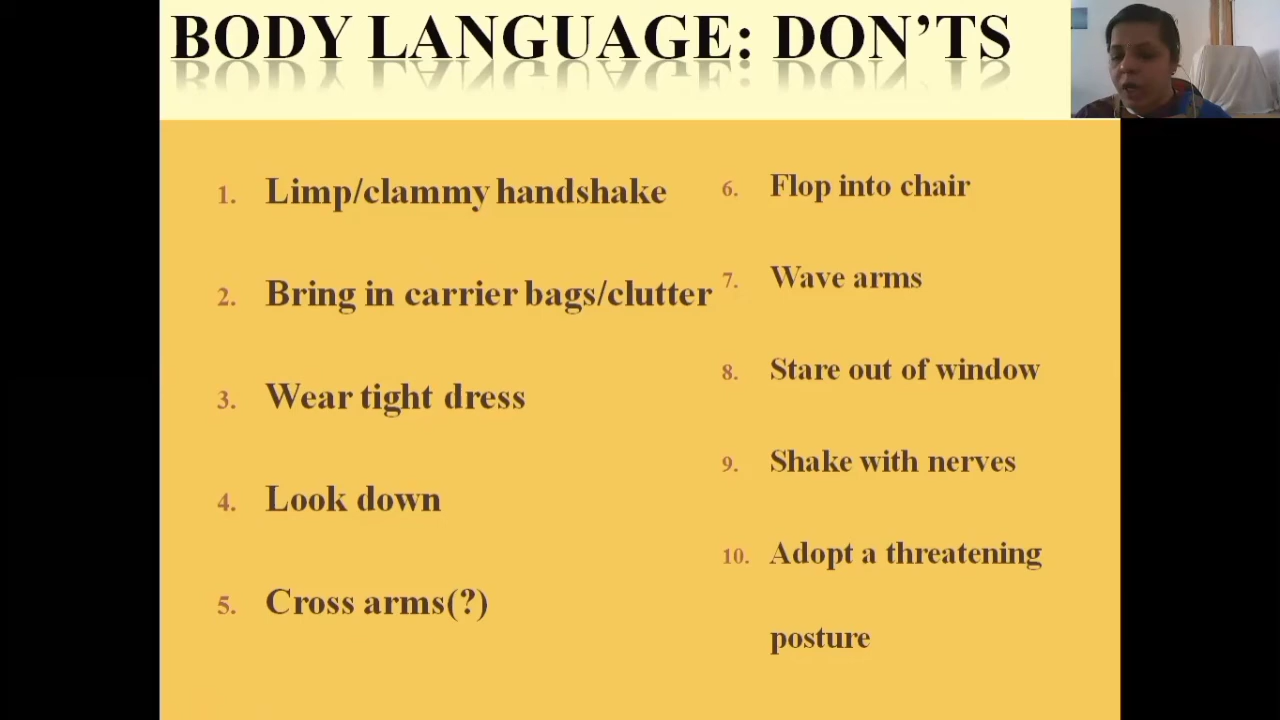 BODY LANGUAGE: DON'TS
1. Limp/clammy handshake
2. Bring in carrier bags/clutter
3. Wear tight dress
4. Look down
5. Cross arms(?)
6. Flop into chair
7. Wave arms
8. Stare out of window
9. Shake with nerves
10. Adopt a threatening
posture